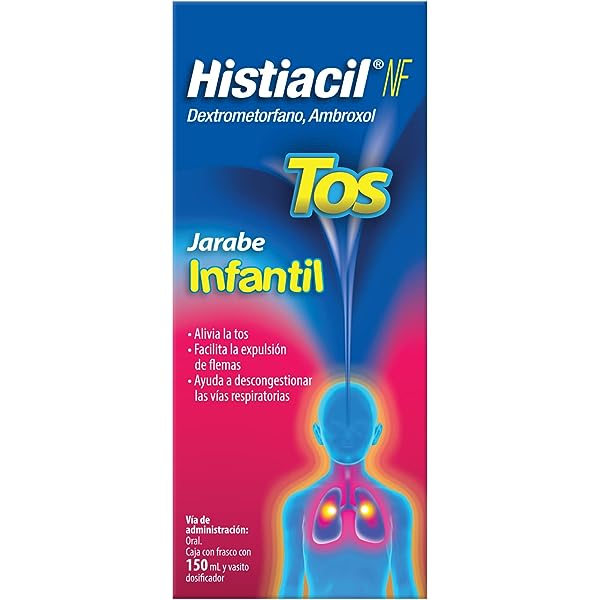 Histiacil® NF
Dextrometorfano, Ambroxol
Tos
Jarabe
Infantil
• Alivia la tos
• Facilita la expulsión
de flemas
• Ayuda a descongestionar
las vías respiratorias
Vía de
administración:
Oral.
Caja con frasco con
150 mL y vasito
dosificador